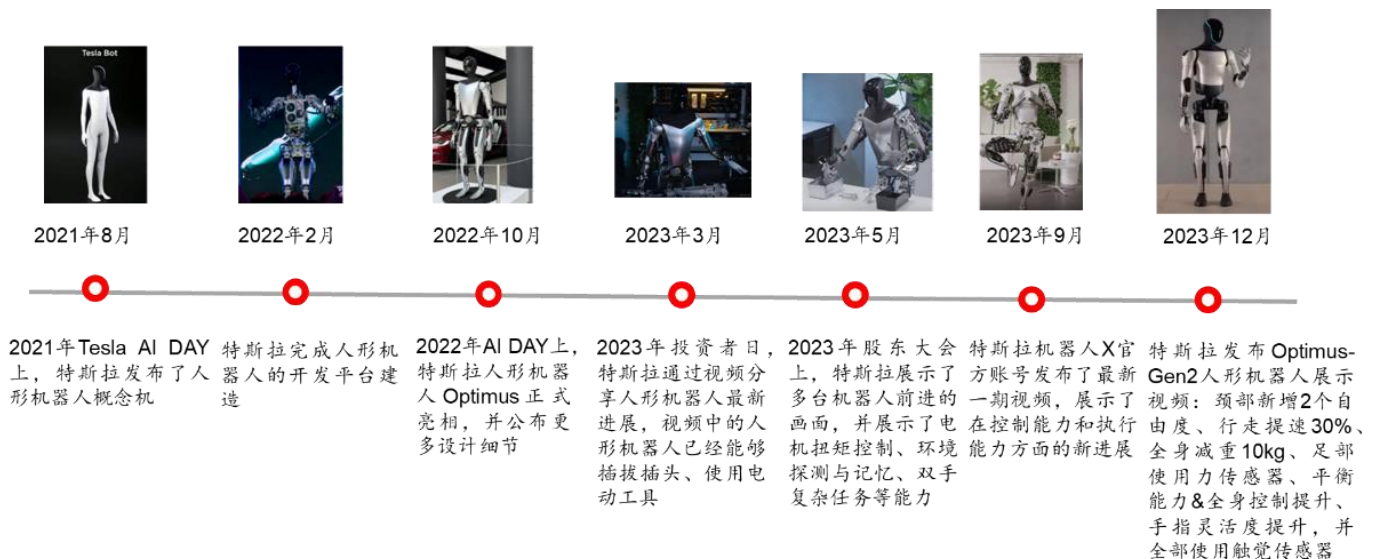 Tesla Bot
2021年8月
2022年2月
2022年10月
2023年3月
2023年5月
2023年9月
2023年12月
2021年Tesla AI DAY
上，特斯拉发布了人
形机器人概念机
特斯拉完成人形机
器人的开发平台建
造
2022年AI DAY上，
特斯拉人形机器
人 Optimus 正式
亮相，并公布更
多设计细节
2023年投资者日，
特斯拉通过视频分
享人形机器人最新
进展，视频中的人
形机器人已经能够
插拔插头、使用电
动工具
2023年股东大会
上，特斯拉展示了
多台机器人前进的
画面，并展示了电
机扭矩控制、环境
探测与记忆、双手
复杂任务等能力
特斯拉机器人X官
方账号发布了最新
一期视频，展示了
在控制能力和执行
能力方面的新进展
特斯拉发布Optimus-
Gen2人形机器人展示
视频：颈部新增2个自
由度、行走提速30%、
全身减重10kg、足部
使用力传感器、平衡
能力&全身控制提升、
手指灵活度提升，并
全部使用触觉传感器